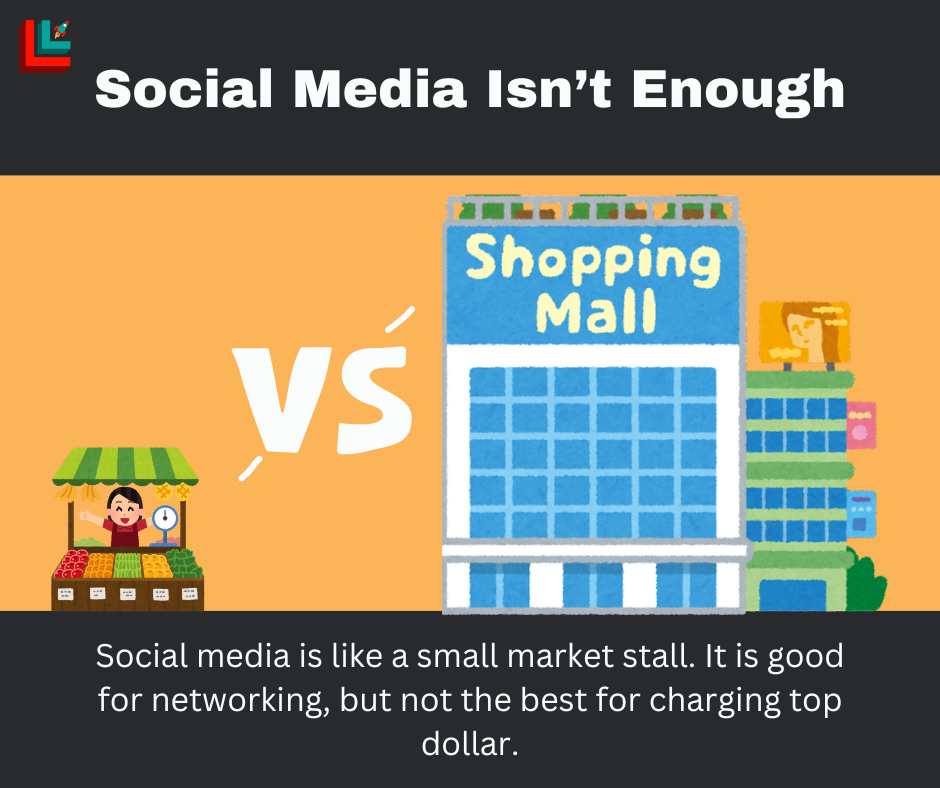 Social Media Isn’t Enough
Shopping
Mall
VS
Social media is like a small market stall. It is good
for networking, but not the best for charging top
dollar.